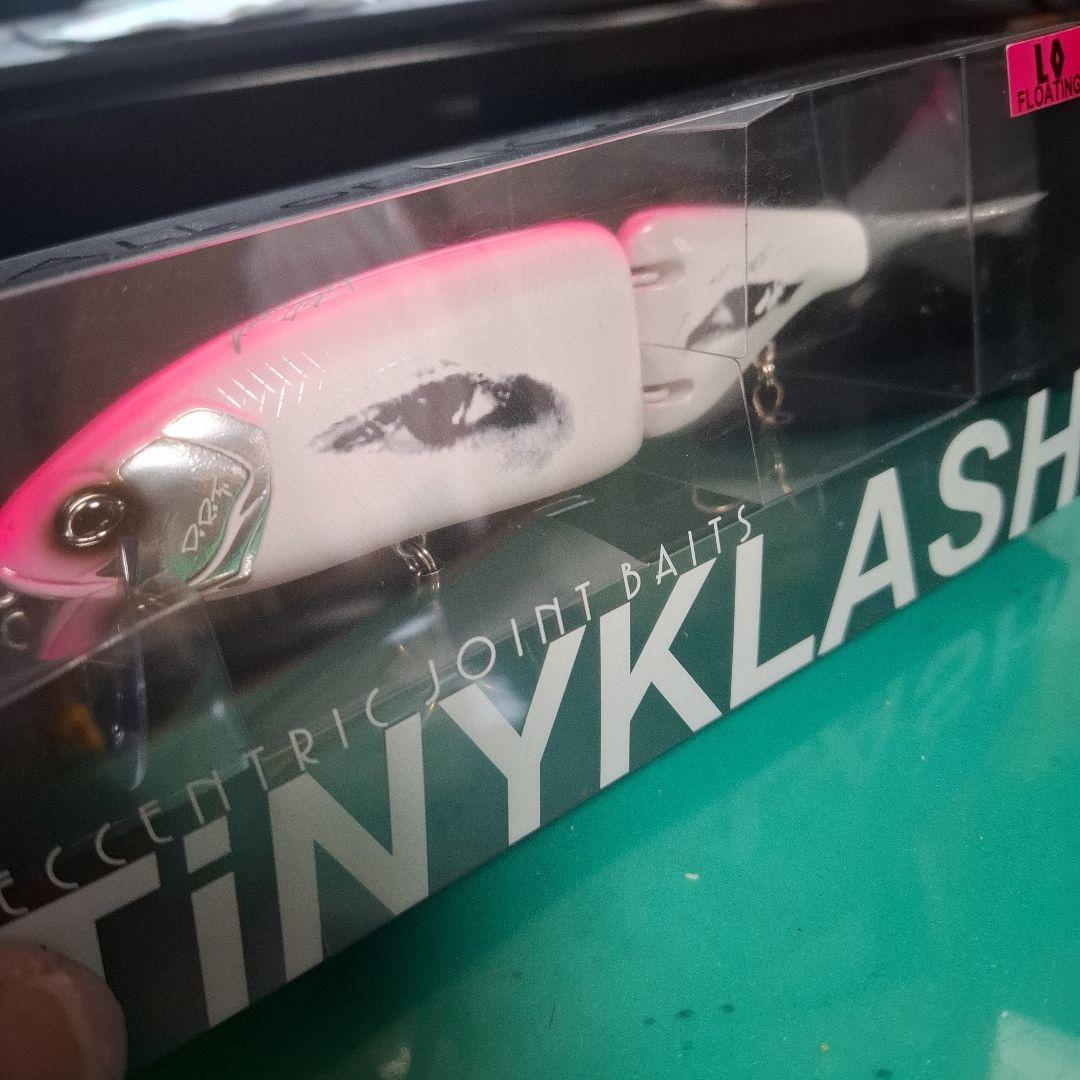 LO
FLOATING
ECCENTRIC JOINT BAITS
TiNYKLASH